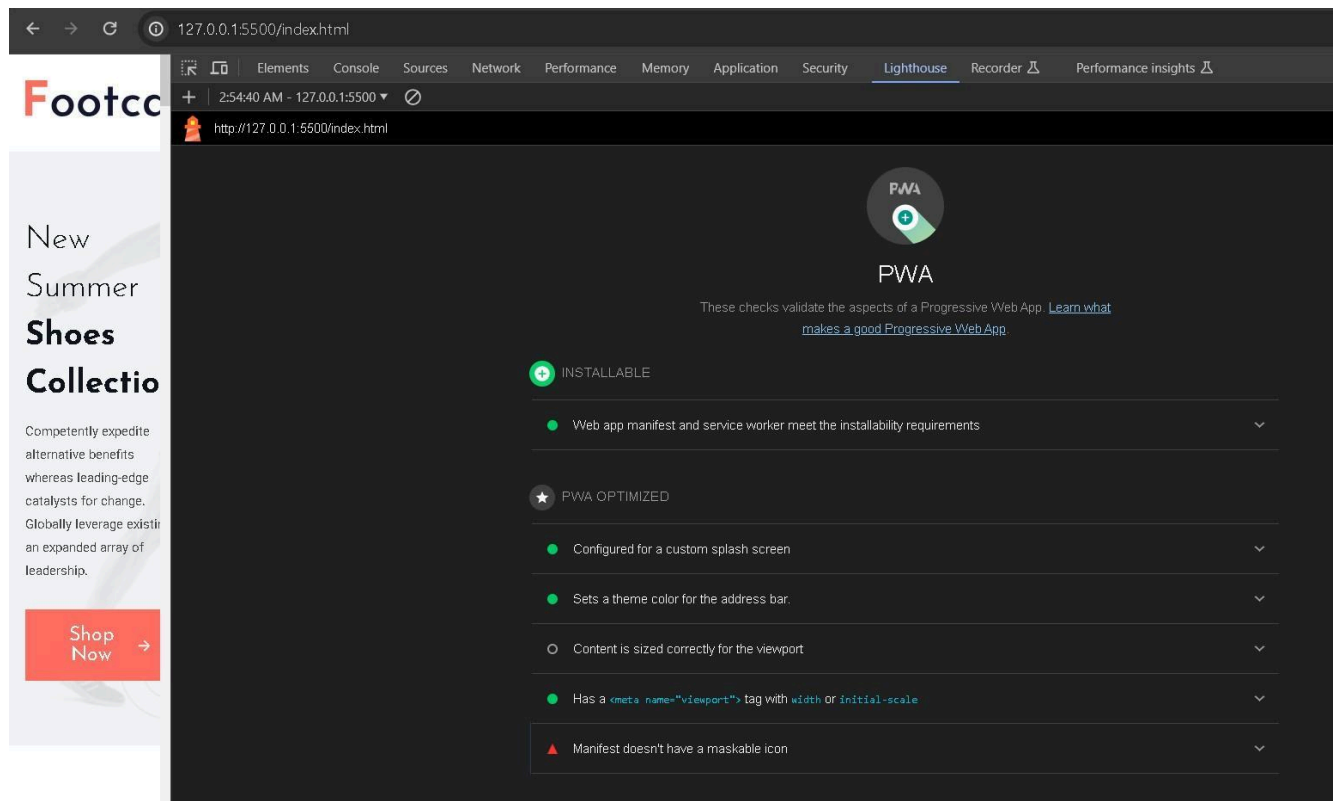 127.0.0.1:5500/index.html
Elements Console Sources Network Performance Memory Application Security Lighthouse Recorder Performance insights
2:54:40 AM - 127.0.0.1:5500
http://127.0.0.1:5500/index.html
Footcc
New
Summer
Shoes
Collectio
Competently expedite
alternative benefits
whereas leading-edge
catalysts for change.
Globally leverage existi
an expanded array of
leadership.
Shop
Now
PWA
PWA
These checks validate the aspects of a Progressive Web App. Learn what
makes a good Progressive Web App.
INSTALLABLE
Web app manifest and service worker meet the installability requirements
PWA OPTIMIZED
Configured for a custom splash screen
Sets a theme color for the address bar.
Content is sized correctly for the viewport
Has a <meta name="viewport"> tag with width or initial-scale
Manifest doesn't have a maskable icon